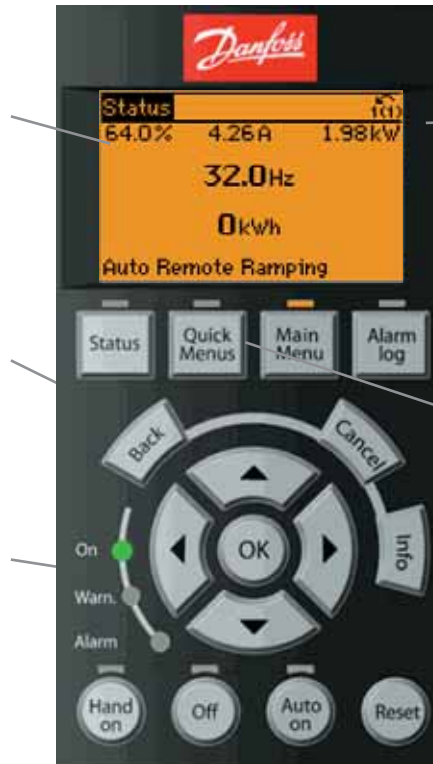 Danfoss
Status 1(1)
64.0% 4.26A 1.98kW
32.0Hz
0kWh
Auto Remote Ramping
Status
Quick
Menus
Main
Menu
Alarm
log
Back
Cancel
Info
OK
On
Warn.
Alarm
Hand
on
Off
Auto
on
Reset